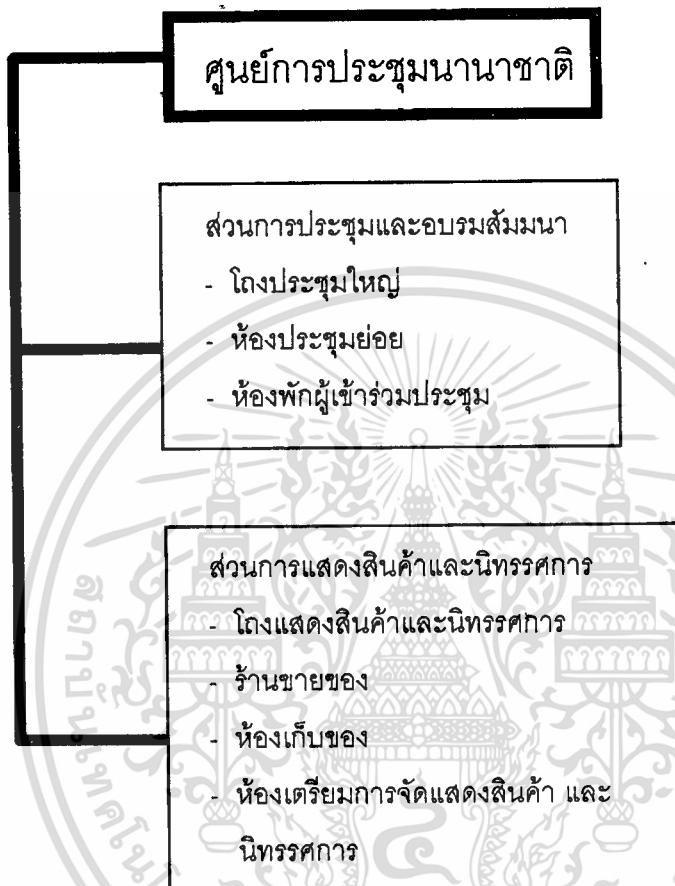 ศูนย์การประชุมนานาชาติ
ส่วนการประชุมและอบรมสัมมนา
- โถงประชุมใหญ่
- ห้องประชุมย่อย
- ห้องพักผู้เข้าร่วมประชุม
ส่วนการแสดงสินค้าและนิทรรศการ
- โถงแสดงสินค้าและนิทรรศการ
- ร้านขายของ
- ห้องเก็บของ
- ห้องเตรียมการจัดแสดงสินค้า และ
นิทรรศการ